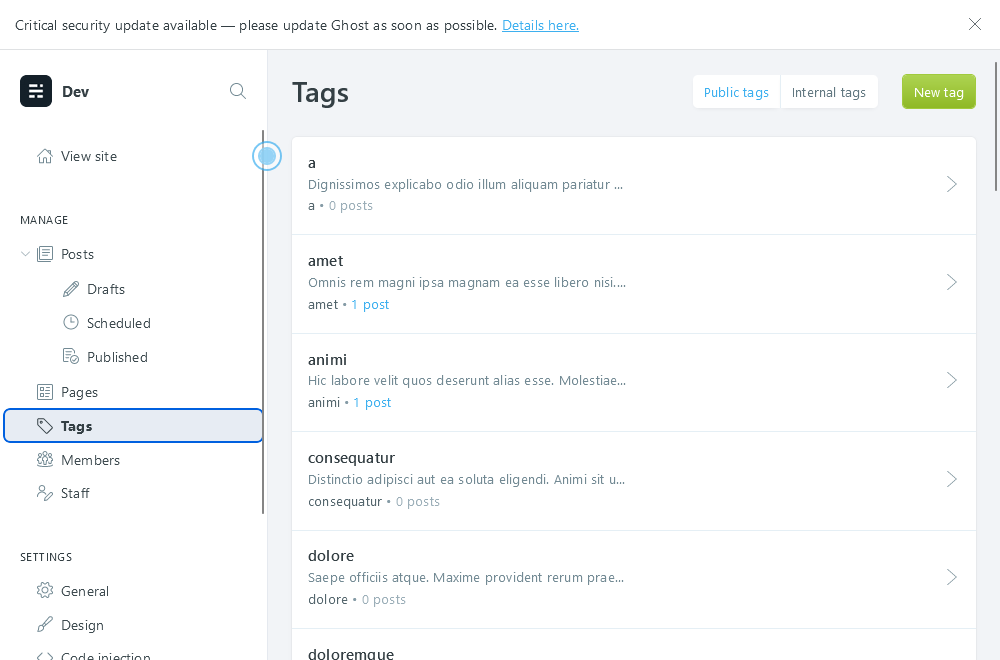 Critical security update available — please update Ghost as soon as possible. Details here.
Dev
View site
MANAGE
Posts
Drafts
Scheduled
Published
Pages
Tags
Members
Staff
SETTINGS
General
Design
Code injection
Tags
Public tags
Internal tags
New tag
a
Dignissimos explicabo odio illum aliquam pariatur ...
a • 0 posts
amet
Omnis rem magni ipsa magnam ea esse libero nisi....
amet • 1 post
animi
Hic labore velit quos deserunt alias esse. Molestiae...
animi • 1 post
consequatur
Distinctio adipisci aut ea soluta eligendi. Animi sit u...
consequatur • 0 posts
dolore
Saepe officiis atque. Maxime provident rerum prae...
dolore • 0 posts
doloremque